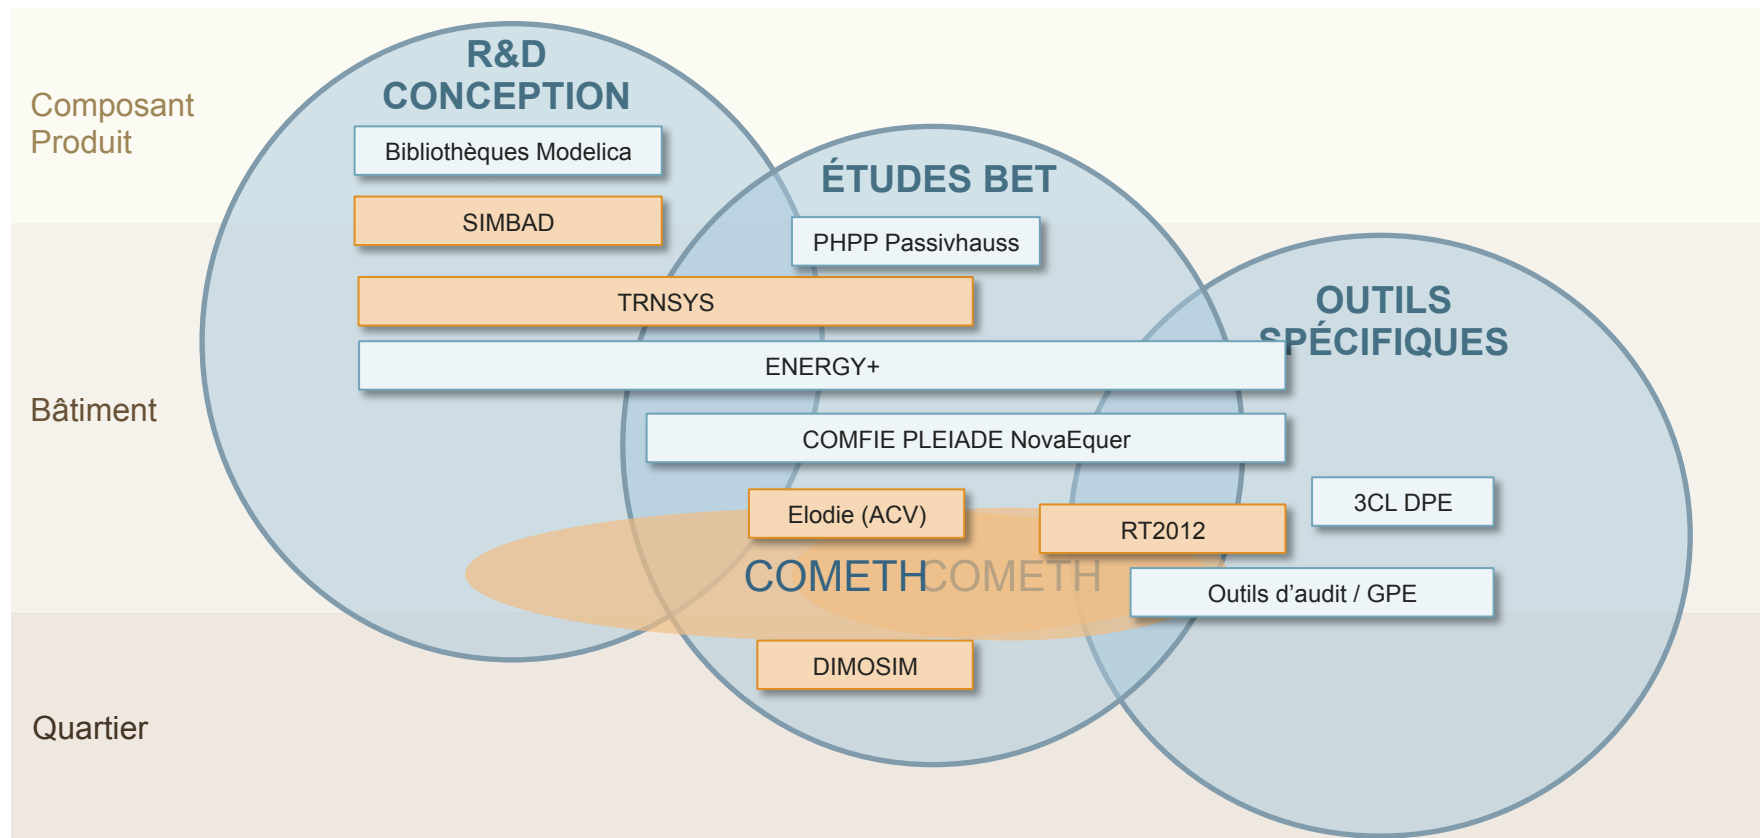 R&D
CONCEPTION
Composant
Produit
Bibliothèques Modelica
ÉTUDES BET
SIMBAD
PHPP Passivhauss
TRNSYS
OUTILS
SPÉCIFIQUES
ENERGY+
Bâtiment
COMFIE PLEIADE NovaEquer
3CL DPE
Elodie (ACV)
RT2012
COMETH
COMETH
Outils d’audit / GPE
DIMOSIM
Quartier